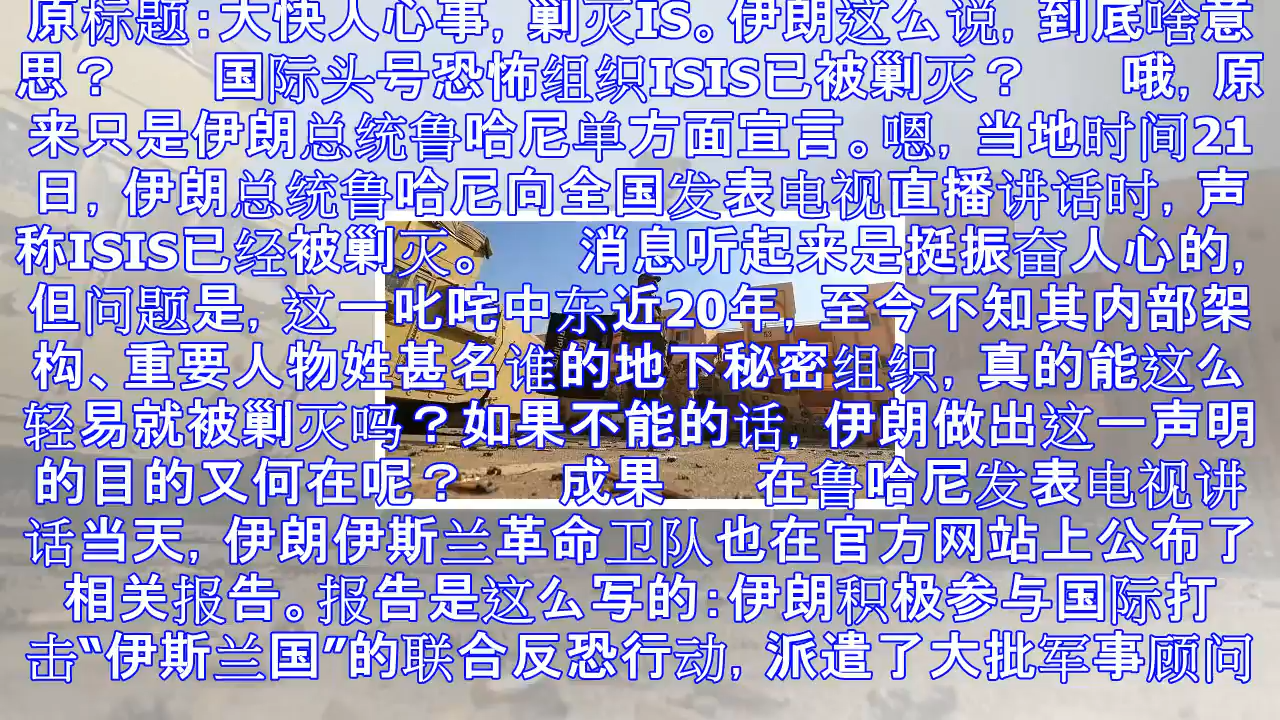 原标题：大快人心事，剿灭IS。伊朗这么说，到底啥意
思？　　国际头号恐怖组织ISIS已被剿灭？　　哦，原
来只是伊朗总统鲁哈尼单方面宣言。嗯，当地时间21
日，伊朗总统鲁哈尼向全国发表电视直播讲话时，声
称ISIS已经被剿灭。　　消息听起来是挺振奋人心的，
但问题是，这一叱咤中东近20年，至今不知其内部架
构、重要人物姓甚名谁的地下秘密组织，真的能这么
轻易就被剿灭吗？如果不能的话，伊朗做出这一声明
的目的又何在呢？　　成果　　在鲁哈尼发表电视讲
话当天，伊朗伊斯兰革命卫队也在官方网站上公布了
相关报告。报告是这么写的：伊朗积极参与国际打
击“伊斯兰国”的联合反恐行动，派遣了大批军事顾问